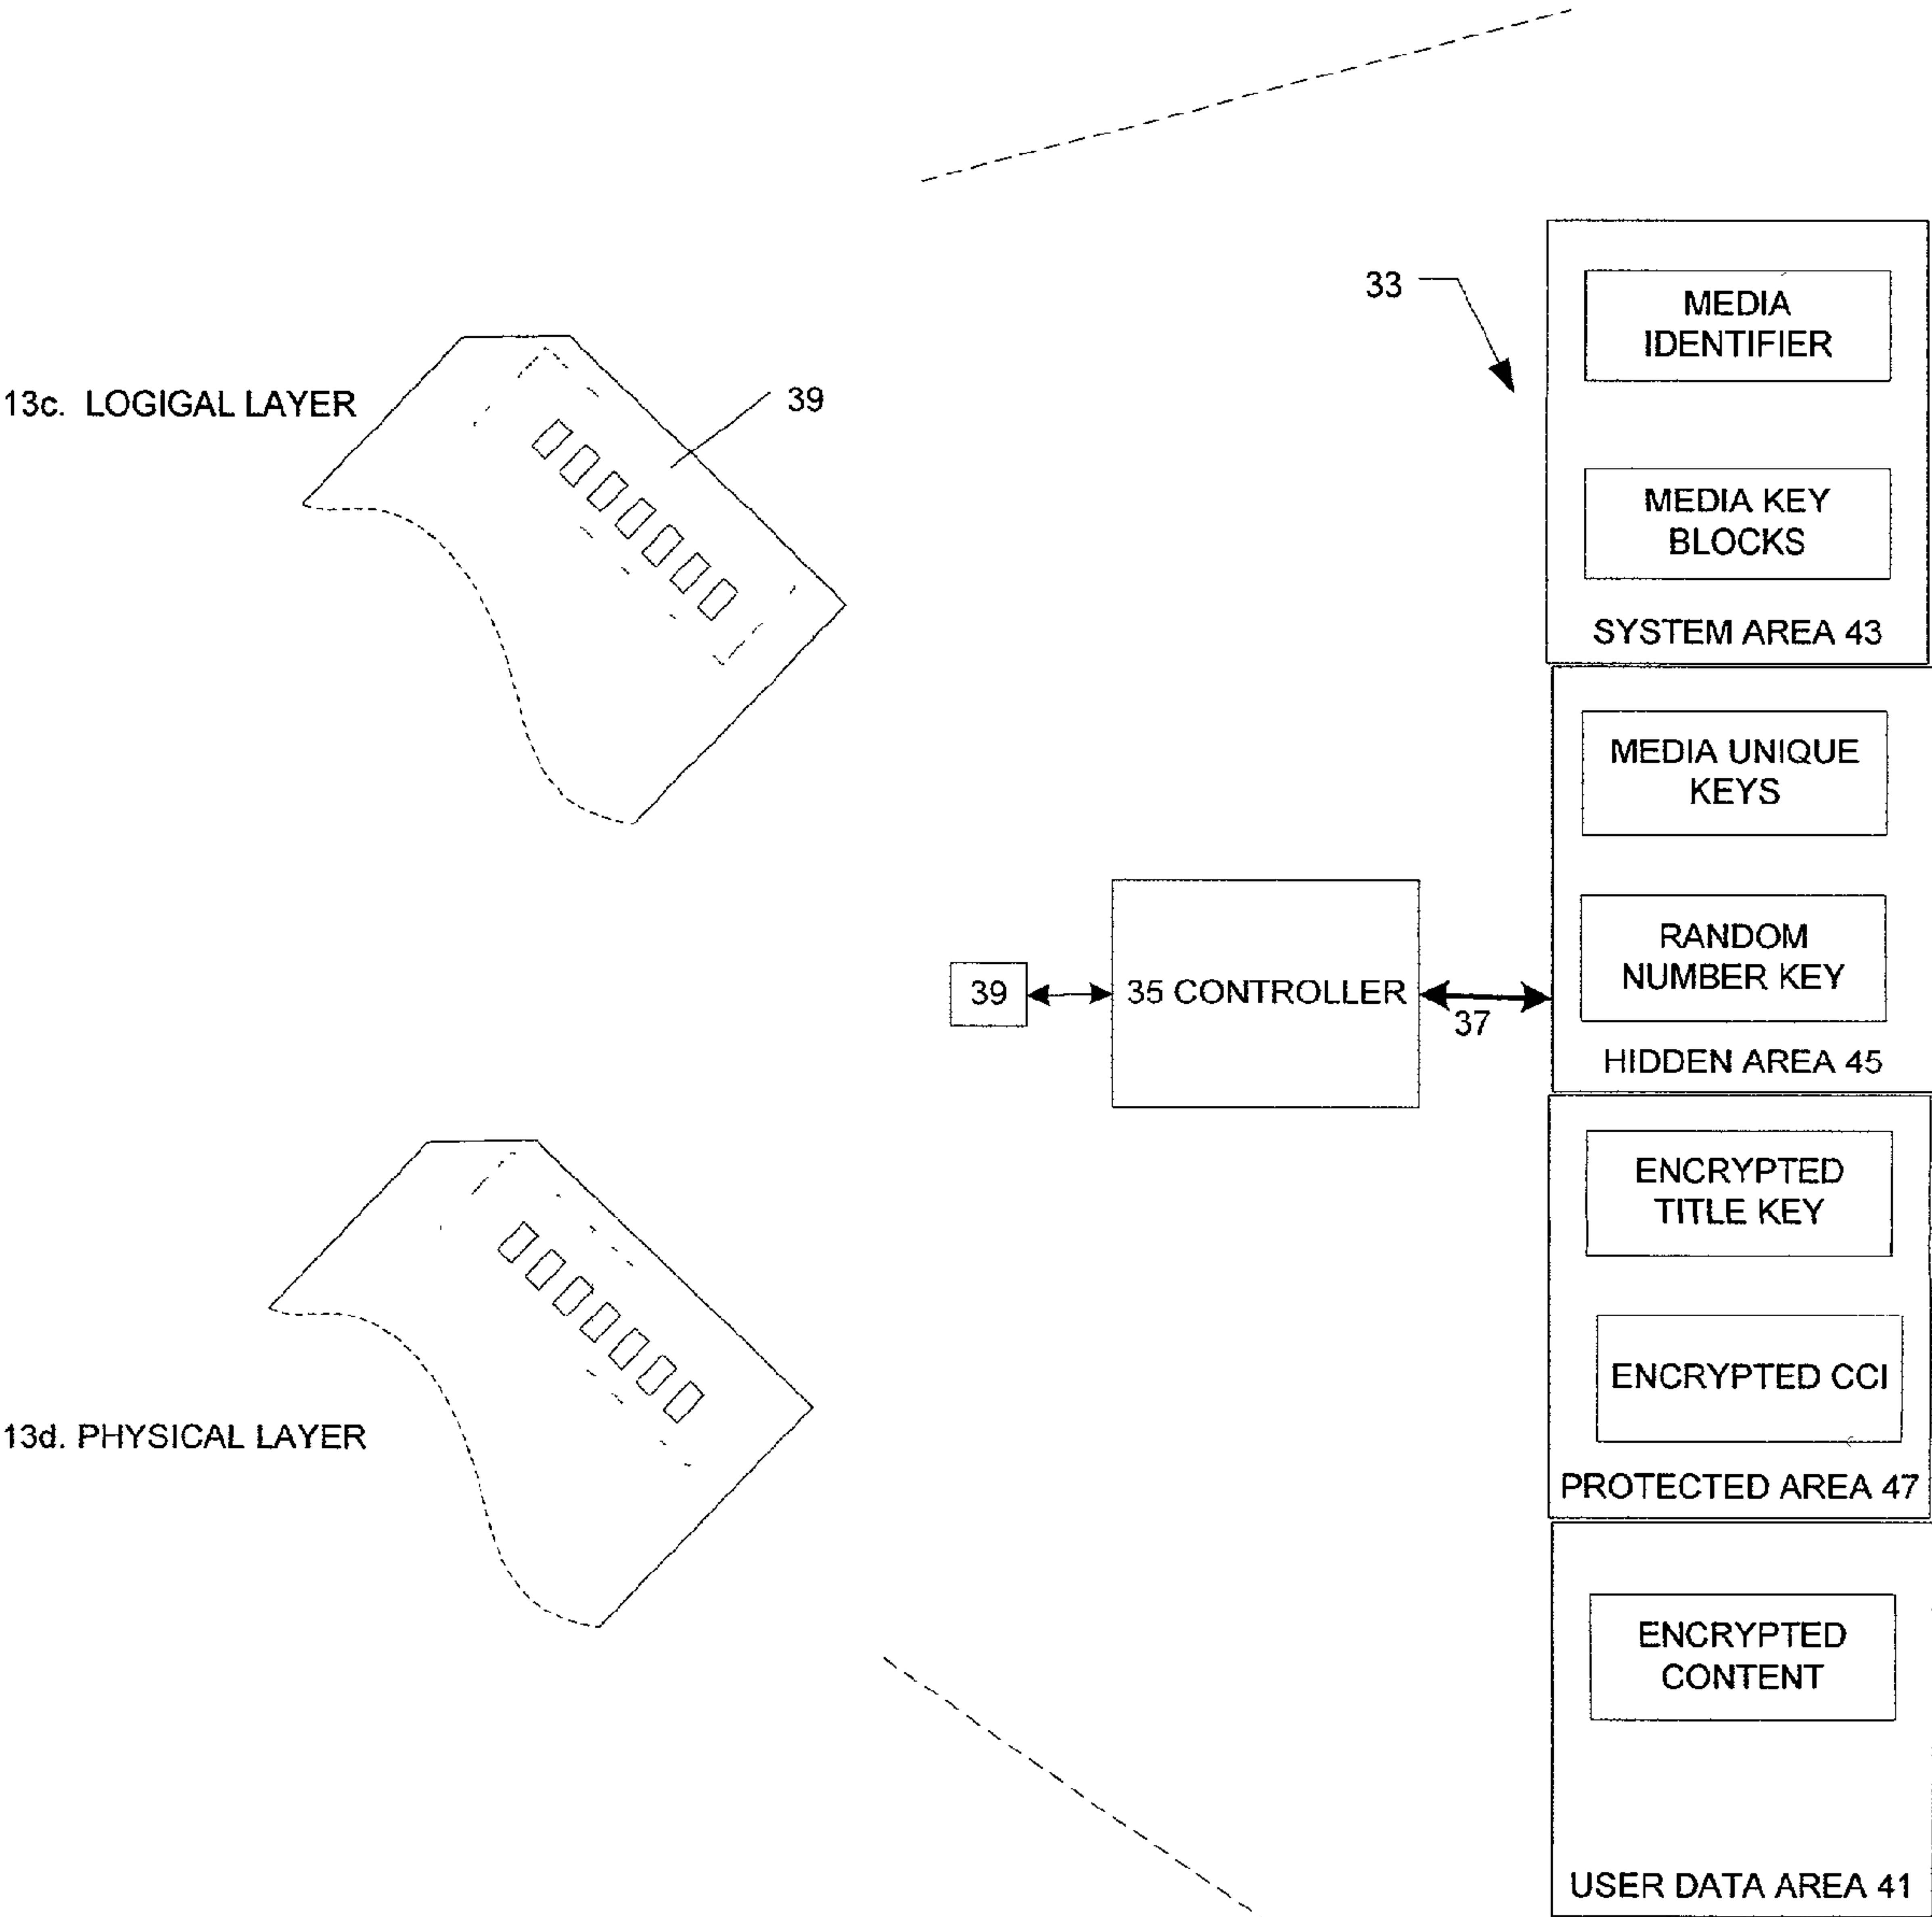 33
MEDIA
IDENTIFIER
13c. LOGIGAL LAYER
39
MEDIA KEY
BLOCKS
SYSTEM AREA 43
MEDIA UNIQUE
KEYS
RANDOM
NUMBER KEY
39
35 CONTROLLER
37
HIDDEN AREA 45
ENCRYPTED
TITLE KEY
ENCRYPTED CCI
13d. PHYSICAL LAYER
PROTECTED AREA 47
ENCRYPTED
CONTENT
USER DATA AREA 41